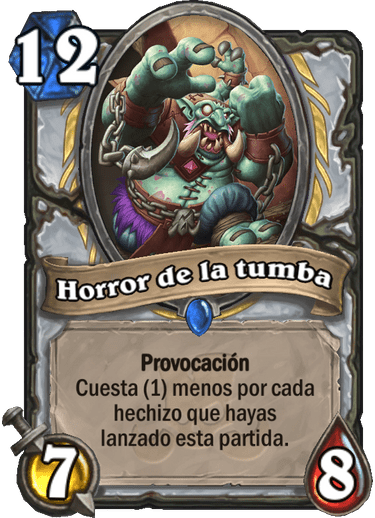 12
Horror de la tumba
Provocación
Cuesta (1) menos por cada
hechizo que hayas
lanzado esta partida.
7
8